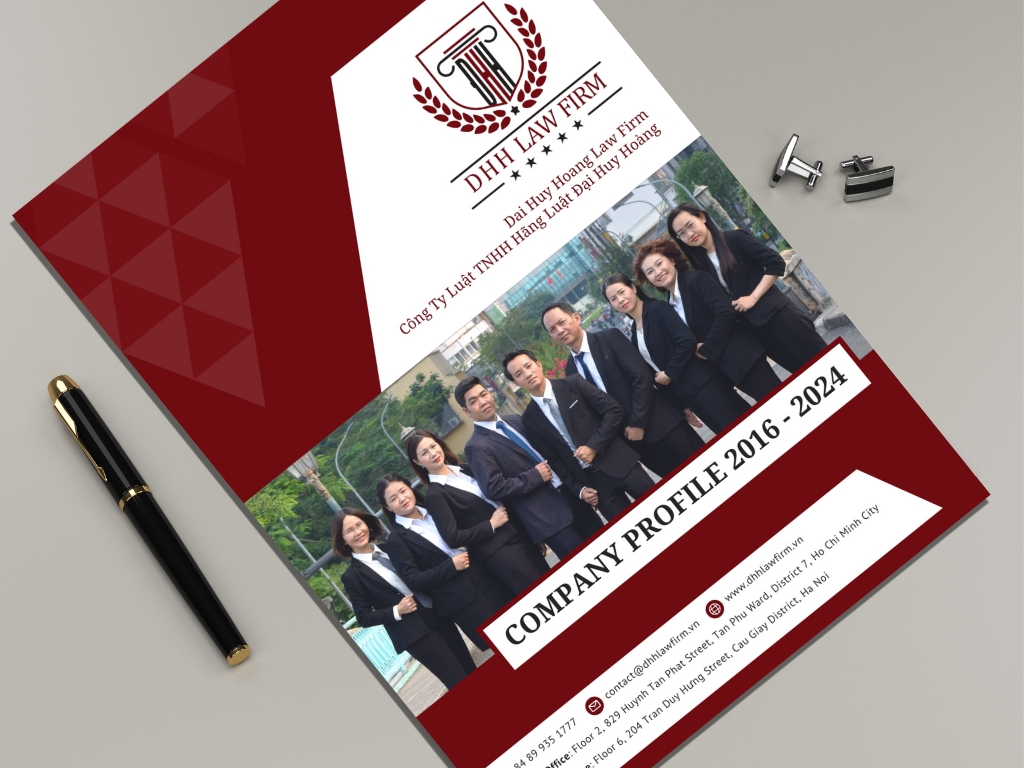 DHH
DHH LAW FIRM
Dai Huy Hoang Law Firm
Công Ty Luật TNHH Hãng Luật Đại Huy Hoàng
COMPANY PROFILE 2016 - 2024
84 89 935 1777 contact@dhhlawfirm.vn www.dhhlawfirm.vn
Floor 2, 829 Huynh Tan Phat Street, Tan Phu Ward, District 7, Ho Chi Minh City
Floor 6, 204 Tran Duy Hưng Street, Cau Giay District, Ha Noi